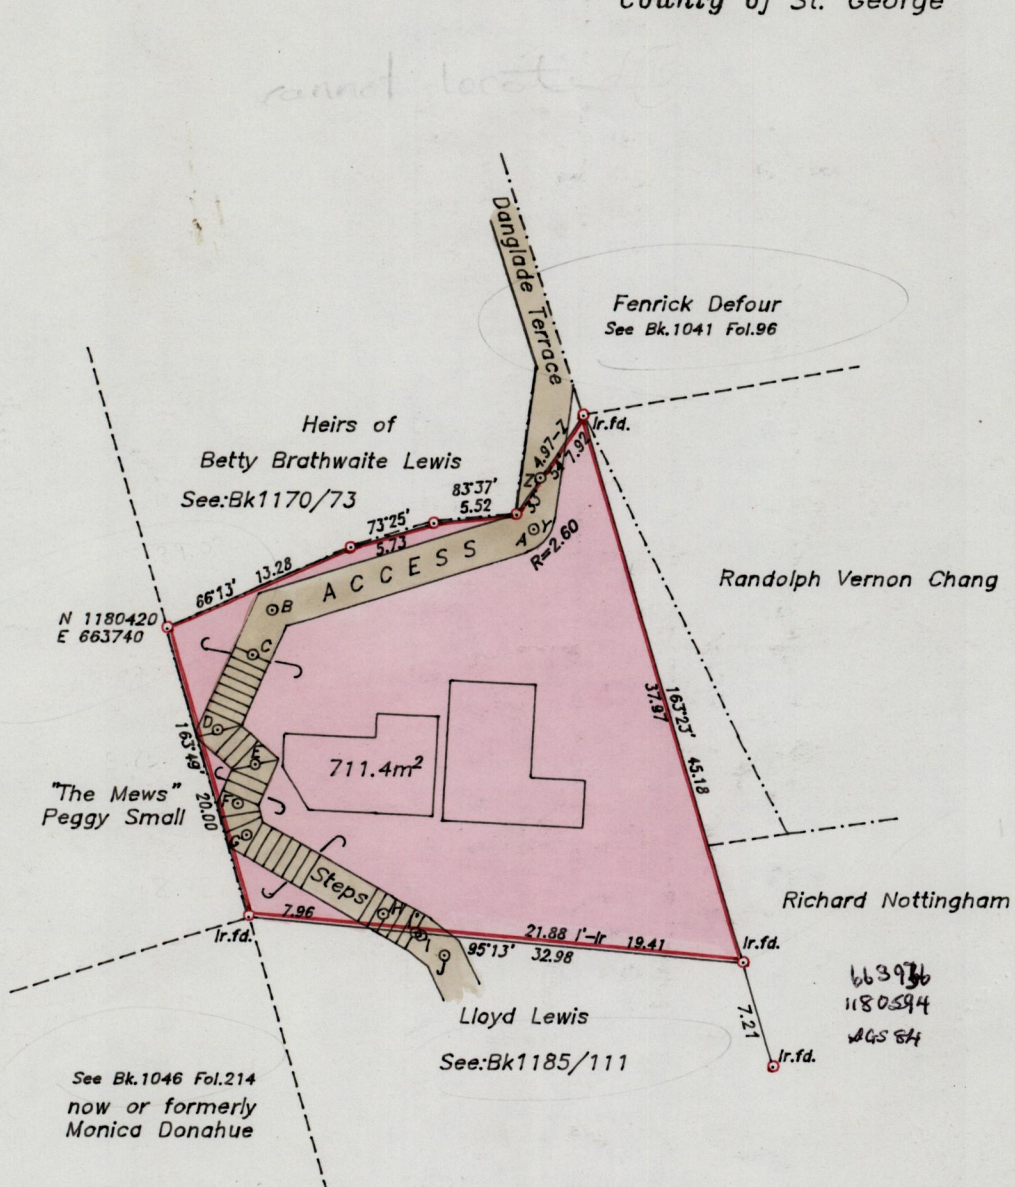 County of St. George
cannot locate
Danglade Terrace
Fenrick Defour
See Bk.1041 Fol.96
Ir.fd.
Heirs of
Betty Brathwaite Lewis
See:Bk1170/73
4.97-Z
Z
7.92
83°37'
5.52
73°25'
5.73
A
Y
R=2.60
ACCESS
66°13'
13.28
N 1180420
E 663740
B
C
Randolph Vernon Chang
163°23'
37.97
45.18
D
E
711.4m²
163°49'
20.00
"The Mews"
Peggy Small
F
G
Steps
H
I
J
7.96
Ir.fd.
21.88 I'-Ir 19.41
95°13' 32.98
Ir.fd.
Richard Nottingham
7.21
Ir.fd.
1180594
Lloyd Lewis
See:Bk1185/111
See Bk.1046 Fol.214
now or formerly
Monica Donahue